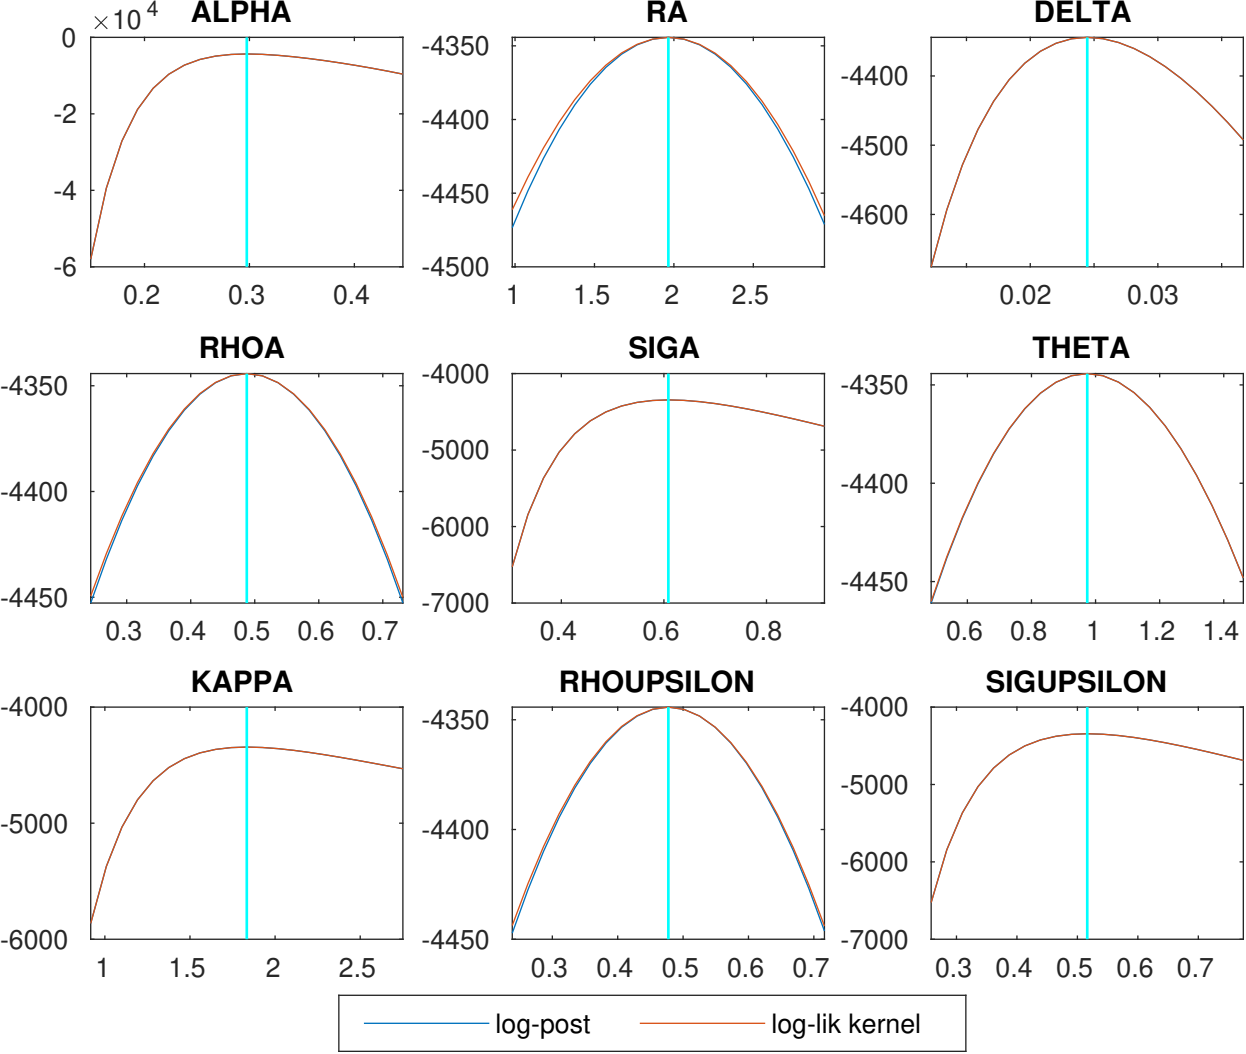 ALPHA RA DELTA
×10 4
0
-2
-4
-6
0.2 0.3 0.4
-4350
-4400
-4450
-4500
1 1.5 2 2.5
-4400
-4500
-4600
0.02 0.03
RHOA SIGA THETA
-4350
-4400
-4450
0.3 0.4 0.5 0.6 0.7
-4000
-5000
-6000
-7000
0.4 0.6 0.8
-4350
-4400
-4450
0.6 0.8 1 1.2 1.4
KAPPA RHOUPSILON SIGUPSILON
-4000
-5000
-6000
1 1.5 2 2.5
-4350
-4400
-4450
0.3 0.4 0.5 0.6 0.7
-4000
-5000
-6000
-7000
0.3 0.4 0.5 0.6 0.7
log-post log-lik kernel